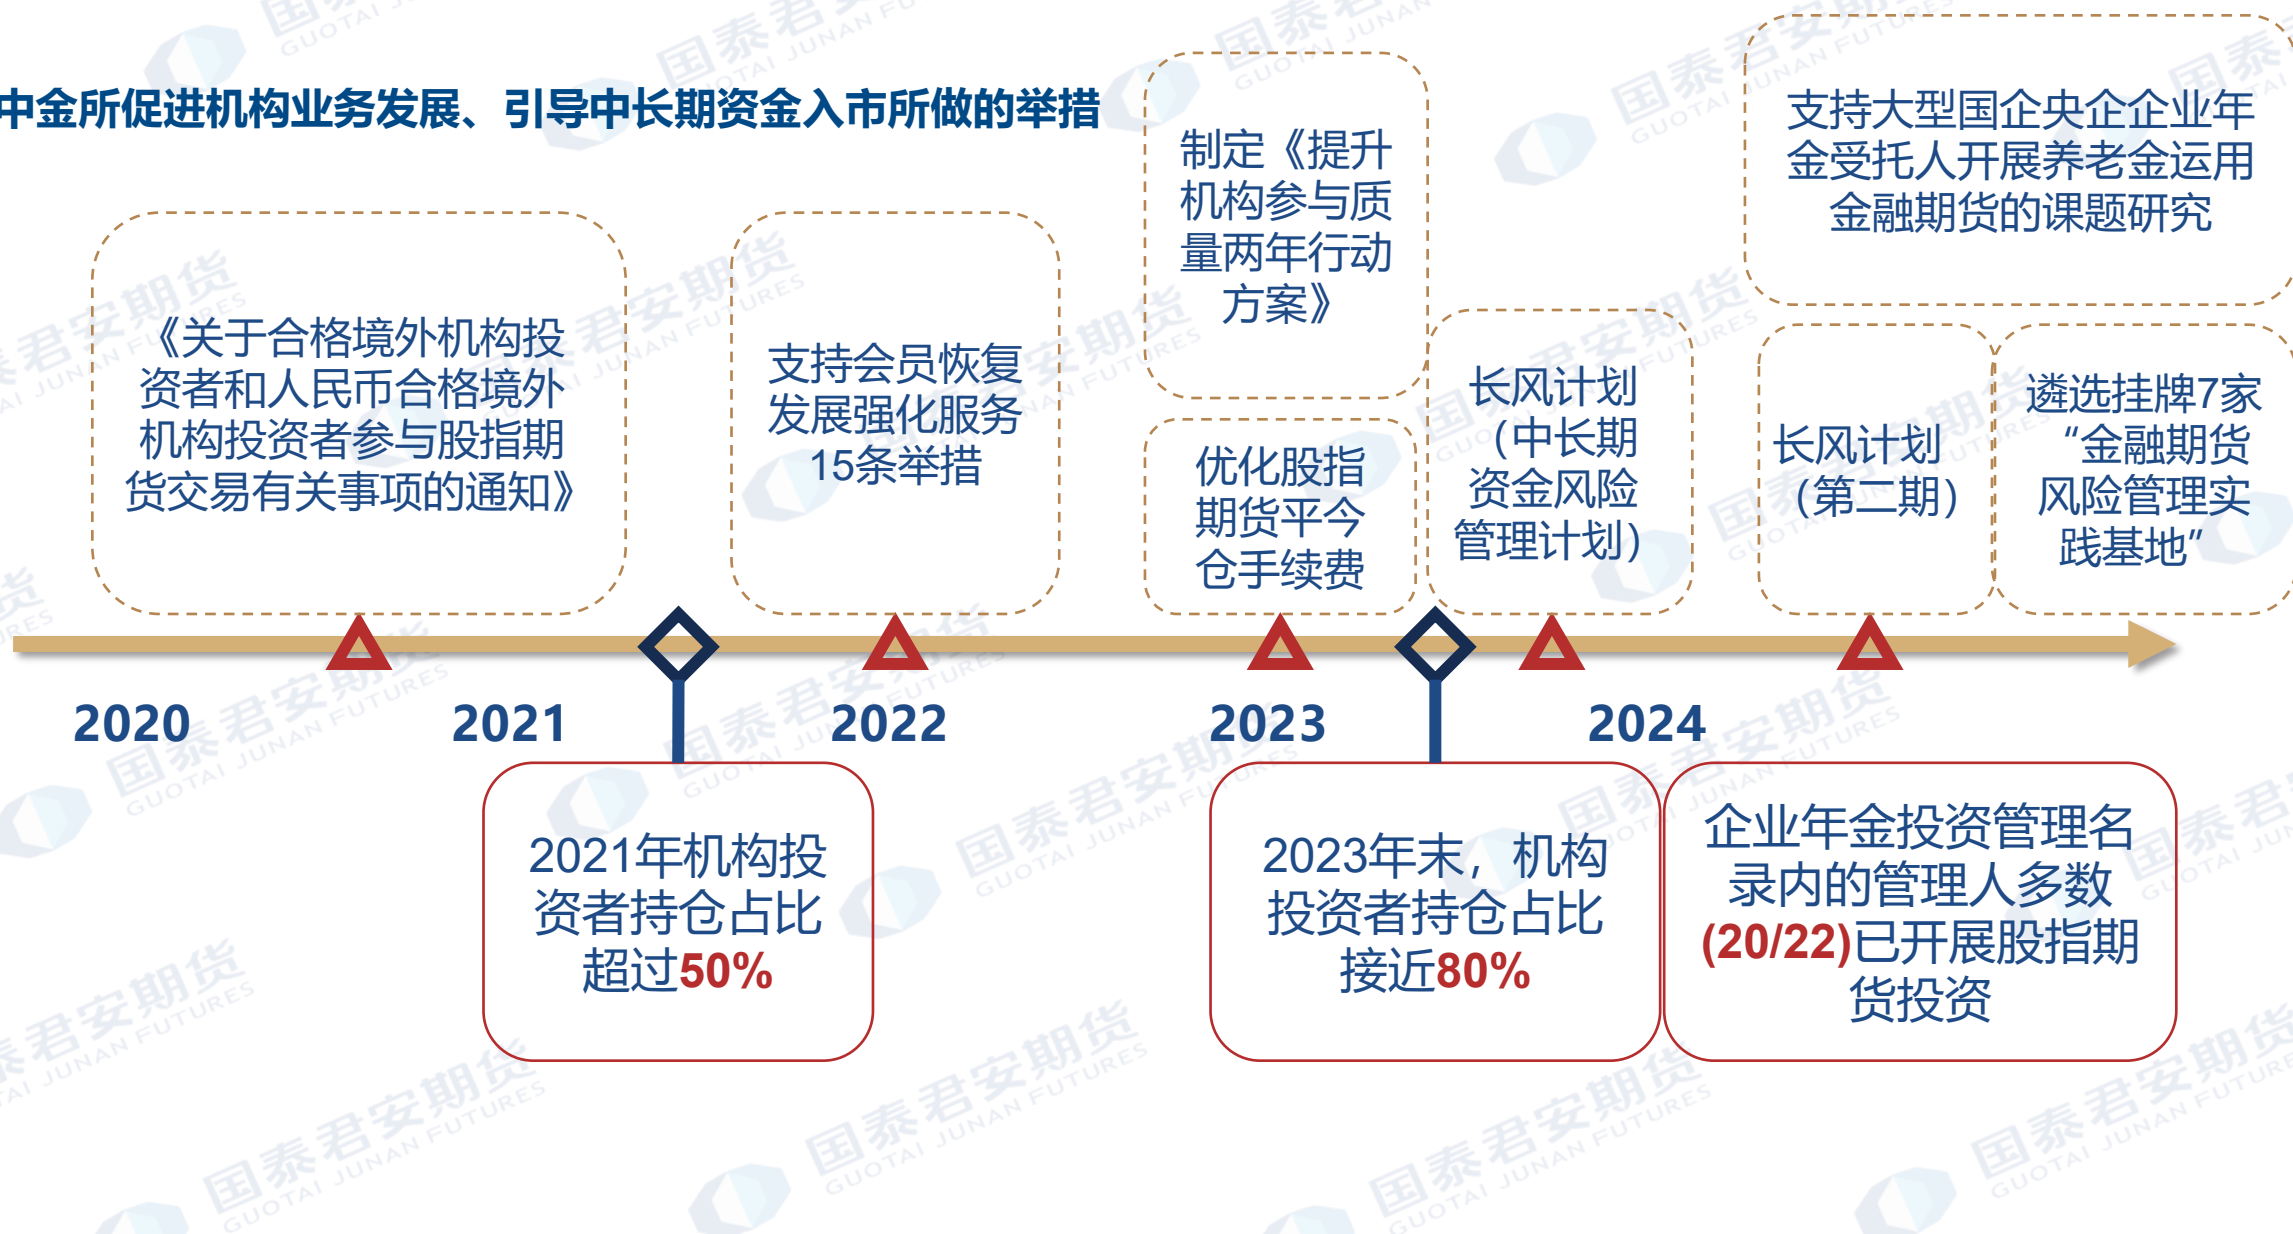 中金所促进机构业务发展、引导中长期资金入市所做的举措
《关于合格境外机构投
资者和人民币合格境外
机构投资者参与股指期
货交易有关事项的通知》
支持会员恢复
发展强化服务
15条举措
制定《提升
机构参与质
量两年行动
方案》
优化股指
期货平今
仓手续费
长风计划
（中长期
资金风险
管理计划）
支持大型国企央企企业年
金受托人开展养老金运用
金融期货的课题研究
长风计划
（第二期）
遴选挂牌7家
“金融期货
风险管理实
践基地”
2020
2021
2022
2023
2024
2021年机构投
资者持仓占比
超过50%
2023年末，机构
投资者持仓占比
接近80%
企业年金投资管理名
录内的管理人多数
(20/22)已开展股指期
货投资
国泰君安期货
GUOTAI JUNAN FUTURES